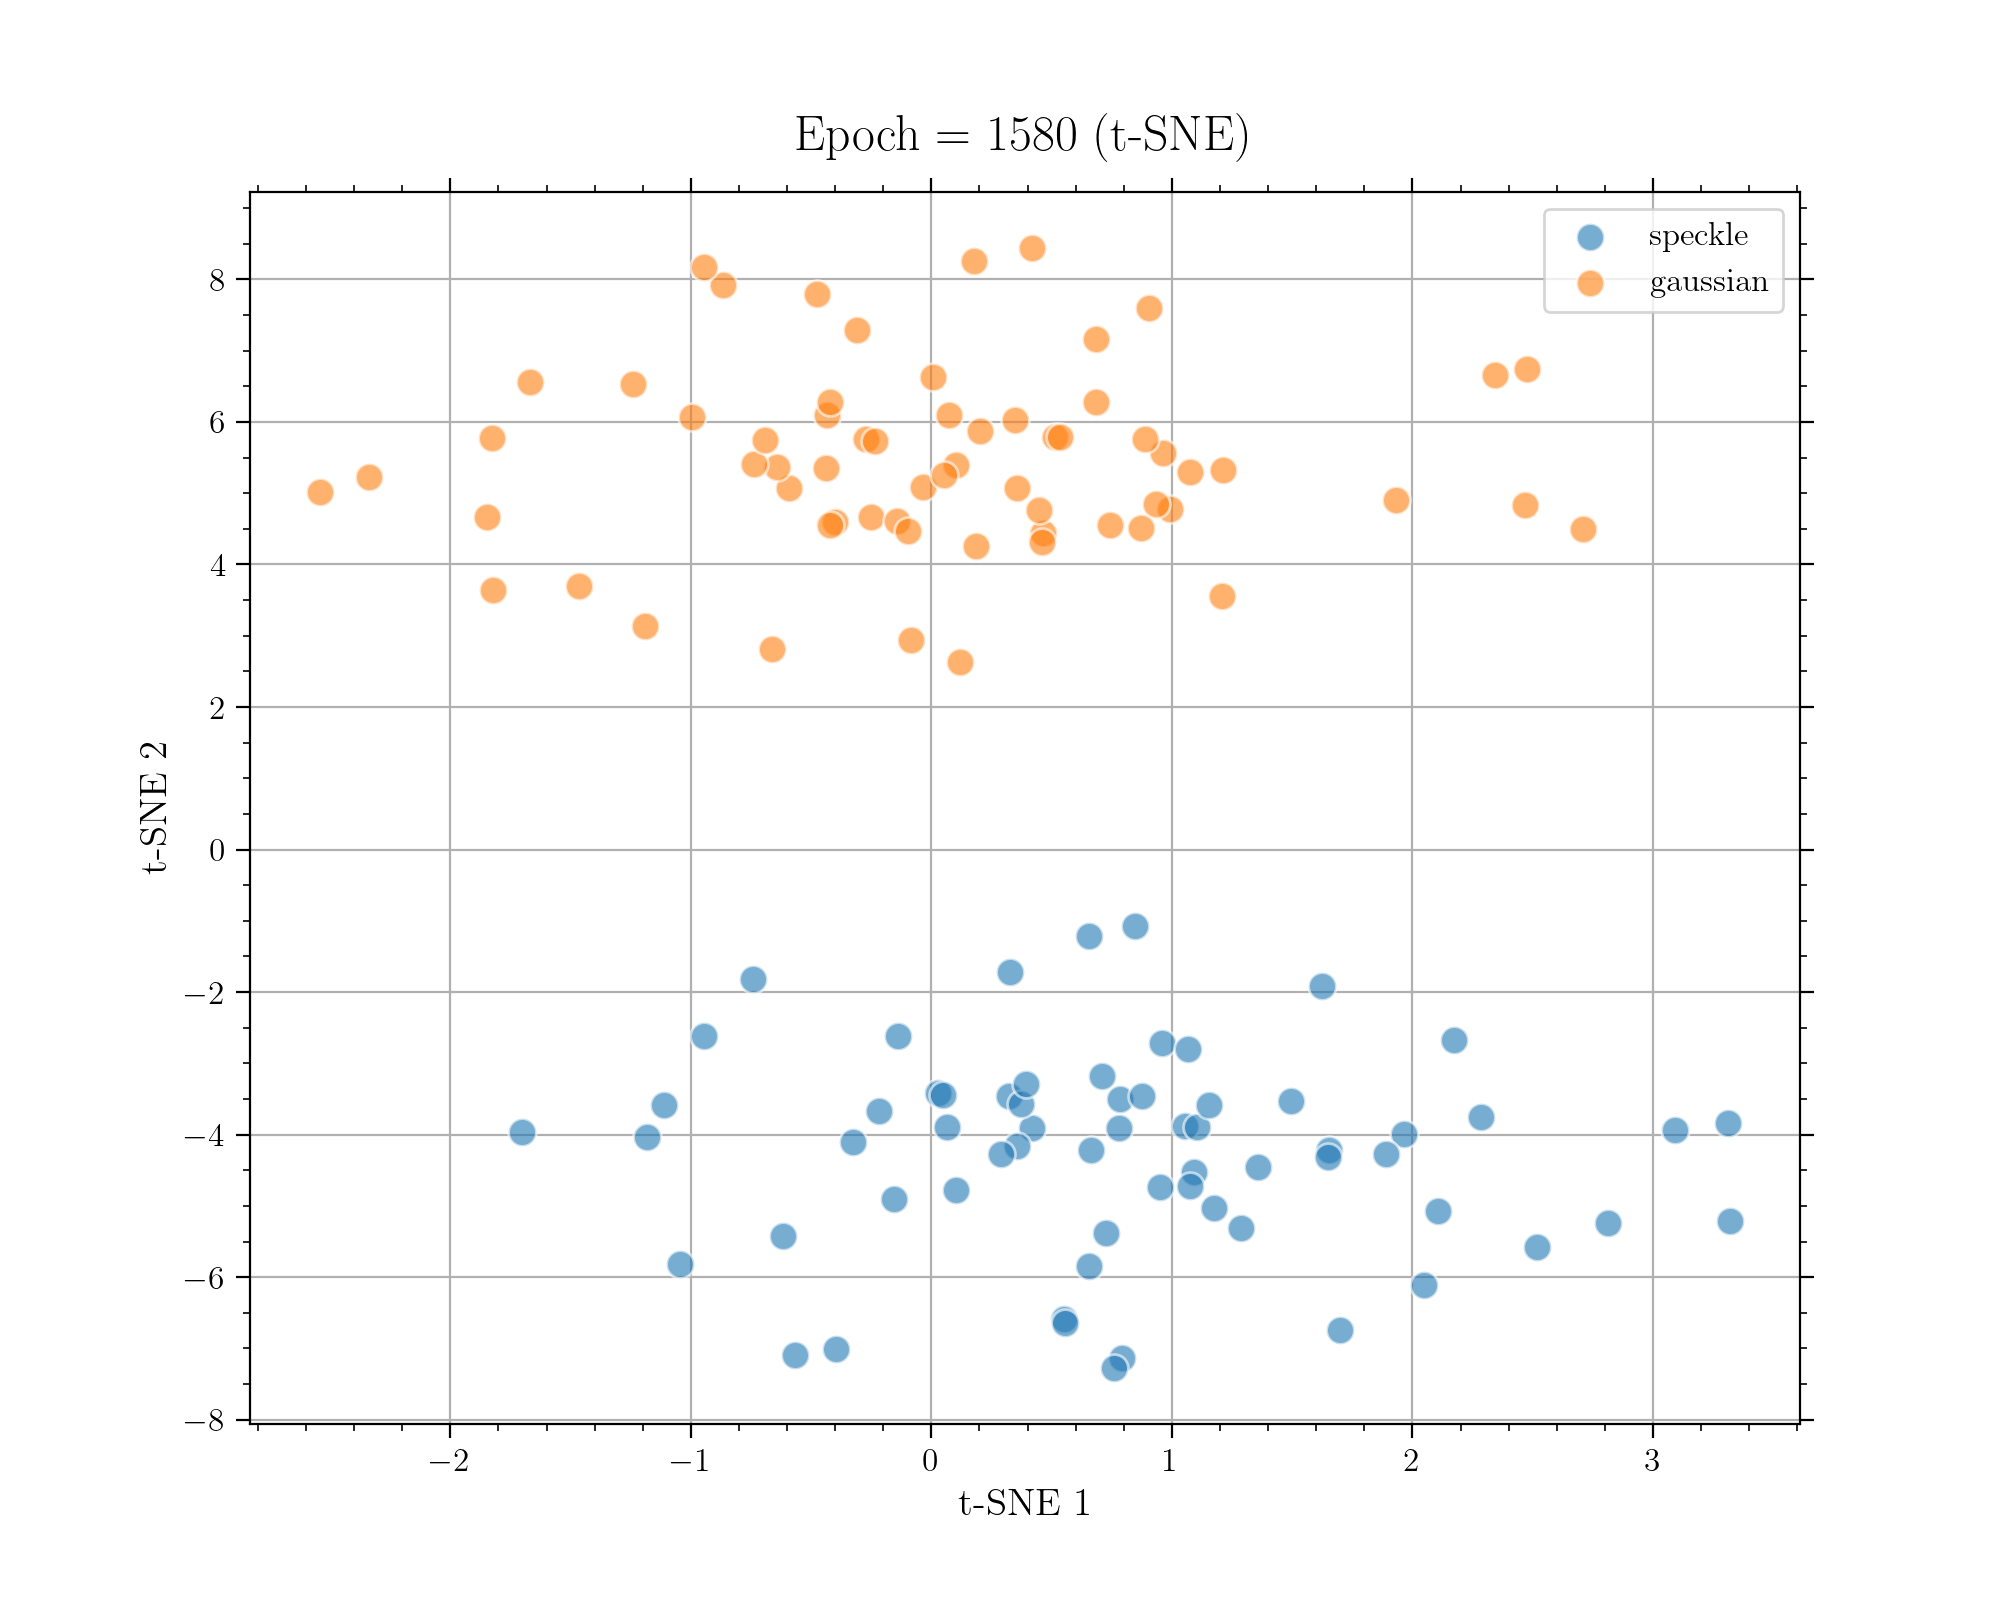 Epoch = 1580 (t-SNE)
speckle
gaussian
8
6
4
2
0
−2
−4
−6
−8
t-SNE 2
−2 −1 0 1 2 3
t-SNE 1